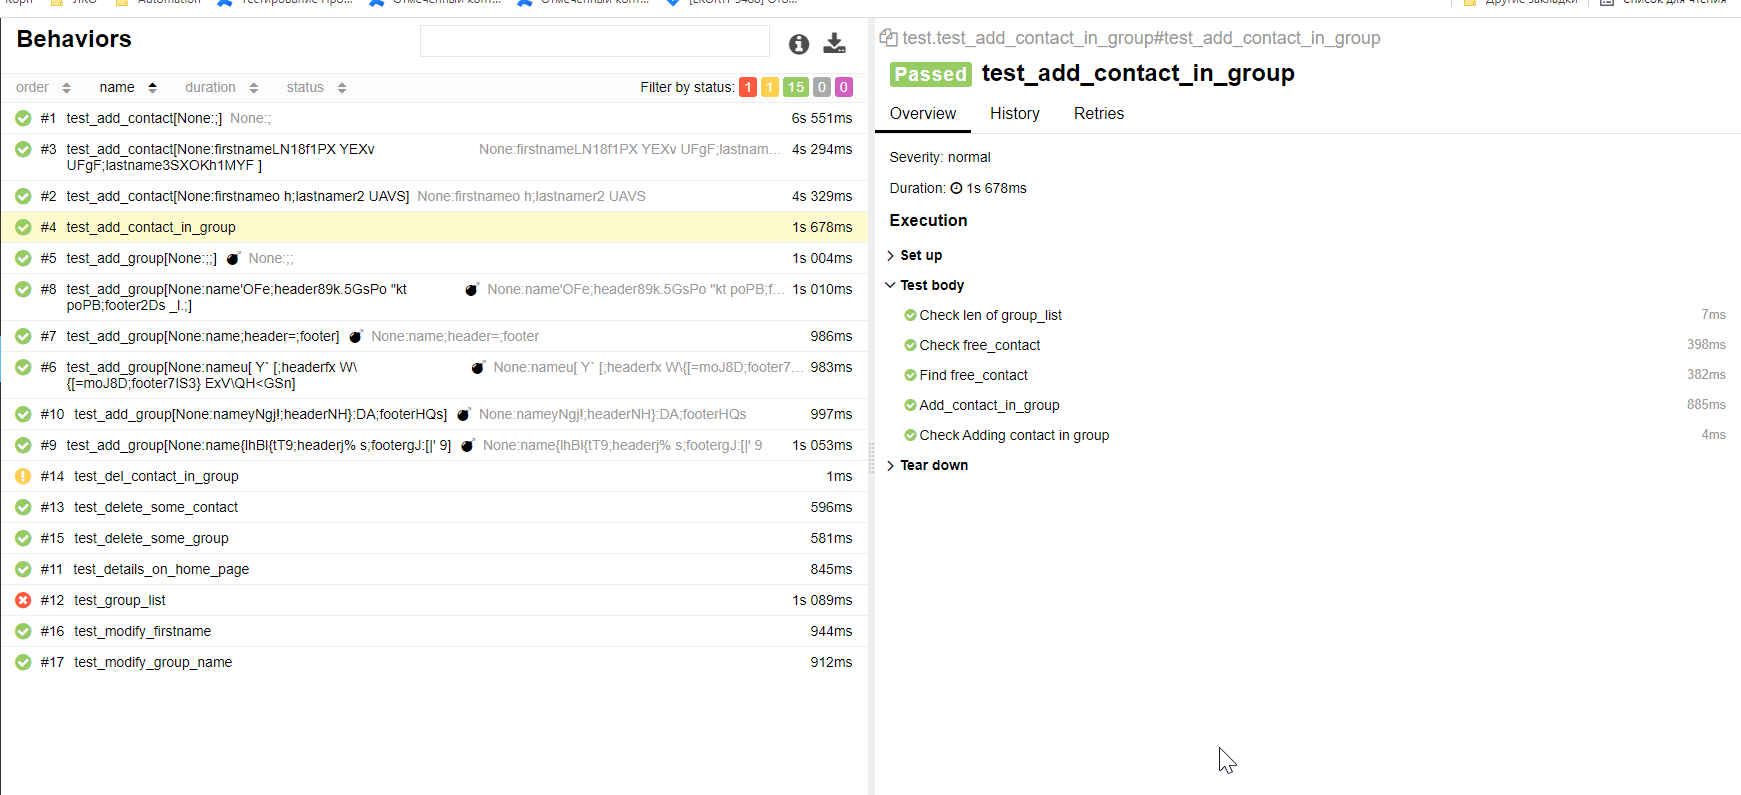 ЛКО Automation
Behaviors
order name duration status Filter by status: 1 1 15 0 0
#1 test_add_contact[None:;] None:; 6s 551ms
#3 test_add_contact[None:firstnameLN18f1PX YEXv None:firstnameLN18f1PX YEXv UFgF;lastnam... 4s 294ms
UFgF;lastname3SXOKh1MYF ]
#2 test_add_contact[None:firstnameo h;lastnamer2 UAVS] None:firstnameo h;lastnamer2 UAVS 4s 329ms
#4 test_add_contact_in_group 1s 678ms
#5 test_add_group[None:;;] None:;; 1s 004ms
#8 test_add_group[None:name'OFe;header89k.5GsPo "kt None:name'OFe;header89k.5GsPo "kt poPB;f... 1s 010ms
poPB;footer2Ds _I.;]
#7 test_add_group[None:name;header=;footer] None:name;header=;footer 986ms
#6 test_add_group[None:nameu[ Y` [;headerfx W\ None:nameu[ Y` [;headerfx W\{[=moJ8D;footer7... 983ms
{[=moJ8D;footer7IS3} ExV\QH<GSn]
#10 test_add_group[None:nameyNgj!;headerNH}:DA;footerHQs] None:nameyNgj!;headerNH}:DA;footerHQs 997ms
#9 test_add_group[None:name{IhBI{tT9;headerj% s;footergJ:[|' 9] None:name{IhBI{tT9;headerj% s;footergJ:[|' 9 1s 053ms
#14 test_del_contact_in_group 1ms
#13 test_delete_some_contact 596ms
#15 test_delete_some_group 581ms
#11 test_details_on_home_page 845ms
#12 test_group_list 1s 089ms
#16 test_modify_firstname 944ms
#17 test_modify_group_name 912ms
test.test_add_contact_in_group#test_add_contact_in_group
Passed test_add_contact_in_group
Overview History Retries
Severity: normal
Duration: 1s 678ms
Execution
Set up
Test body
Check len of group_list 7ms
Check free_contact 398ms
Find free_contact 382ms
Add_contact_in_group 885ms
Check Adding contact in group 4ms
Tear down